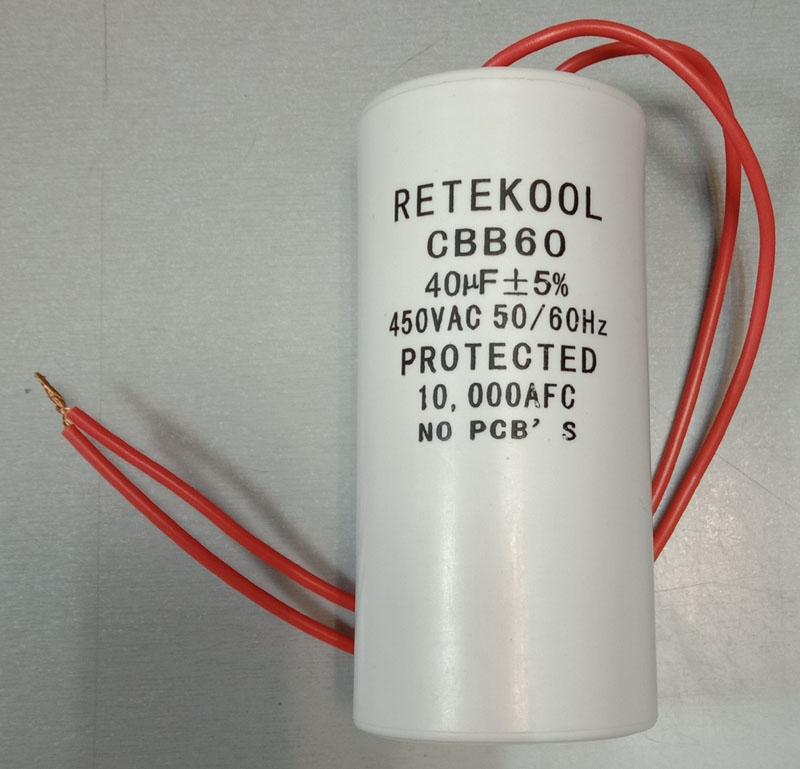 RETEKOOL
CBB60
40μF±5%
450VAC 50/60Hz
PROTECTED
10,000AFC
NO PCB' S